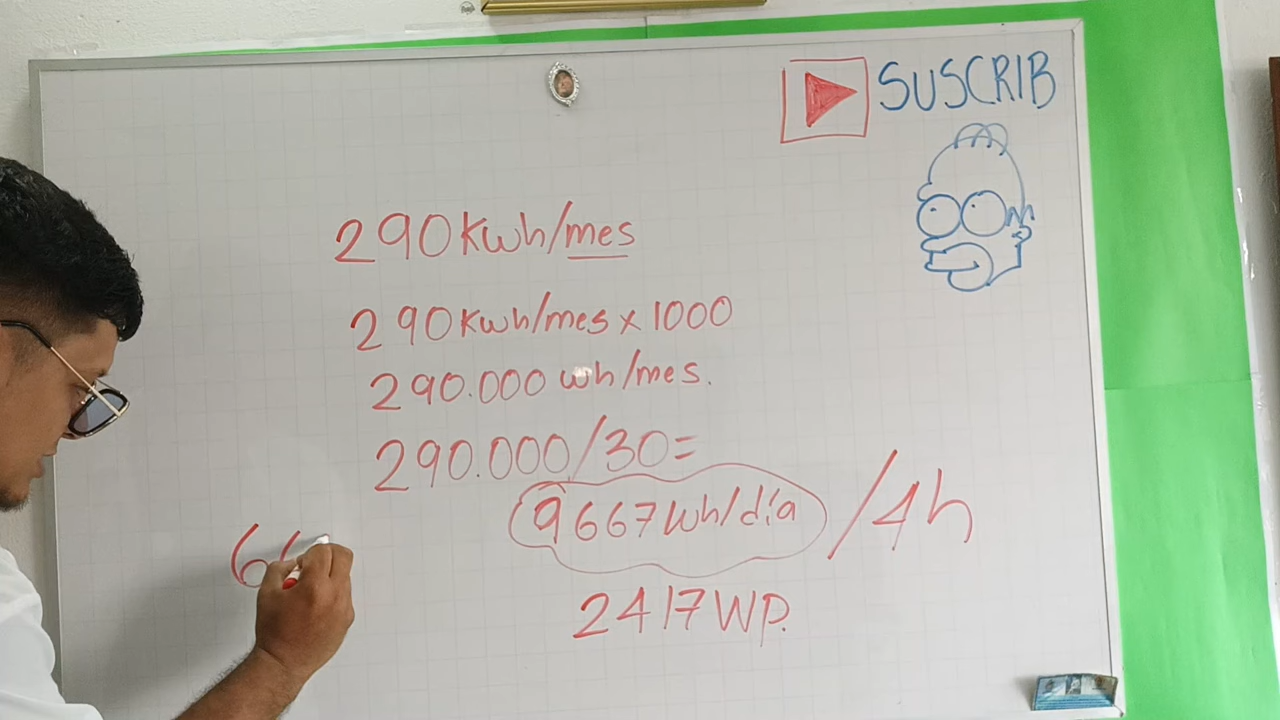 SUSCRIB
290 Kwh/mes
290 Kwh/mes x 1000
290.000 wh/mes.
290.000/30=
9667 Wh/día /4h
2417 WP.